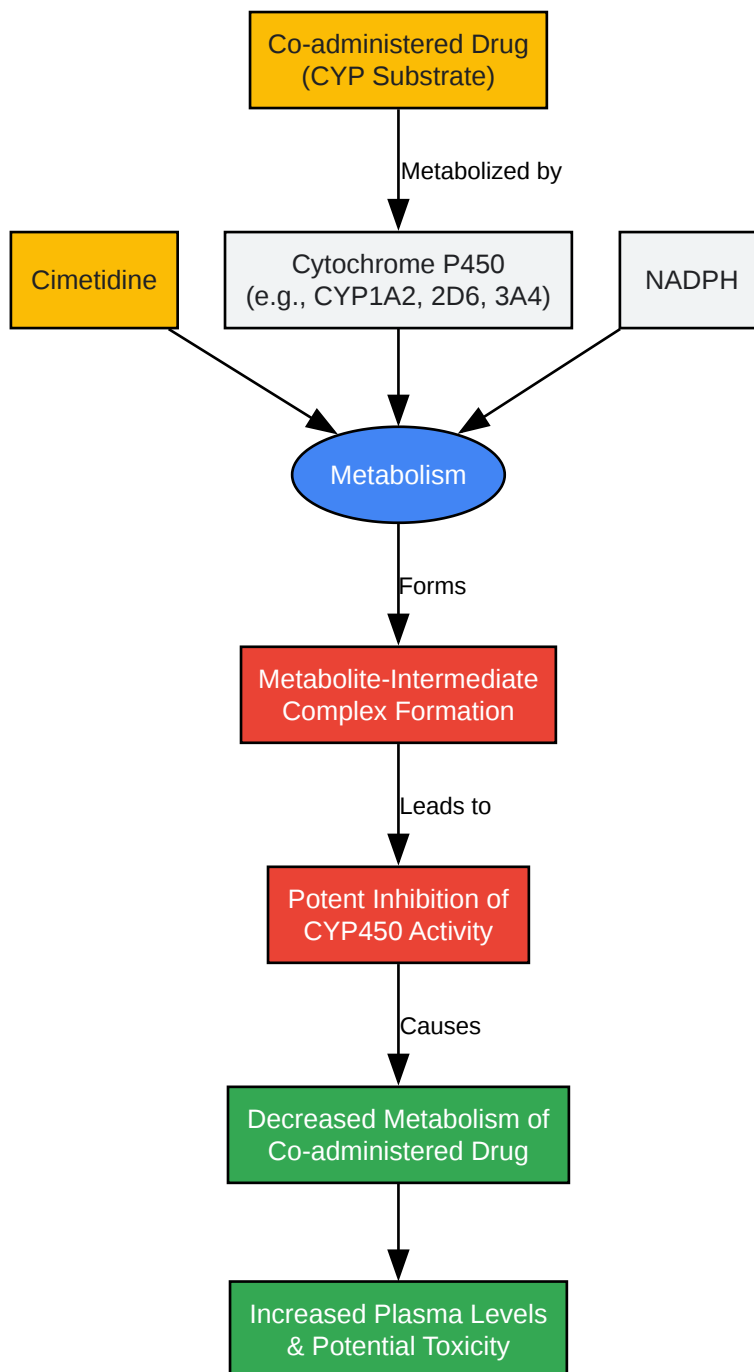 Co-administered Drug
(CYP Substrate)
Metabolized by
Cimetidine
Cytochrome P450
(e.g., CYP1A2, 2D6, 3A4)
NADPH
Metabolism
Forms
Metabolite-Intermediate
Complex Formation
Leads to
Potent Inhibition of
CYP450 Activity
Causes
Decreased Metabolism of
Co-administered Drug
Increased Plasma Levels
& Potential Toxicity